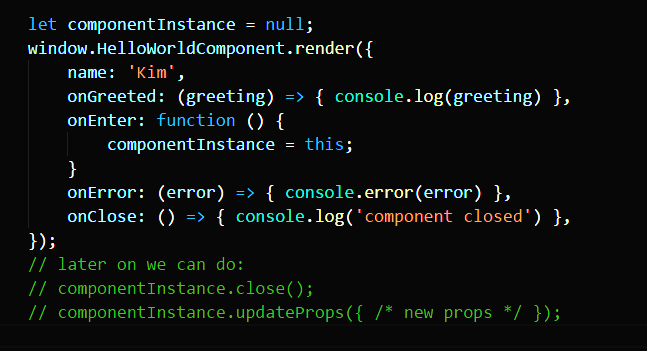 let componentInstance = null;
window.HelloWorldComponent.render({
    name: 'Kim',
    onGreeted: (greeting) => { console.log(greeting) },
    onEnter: function () {
        componentInstance = this;
    }
    onError: (error) => { console.error(error) },
    onClose: () => { console.log('component closed') },
});
// later on we can do:
// componentInstance.close();
// componentInstance.updateProps({ /* new props */ });